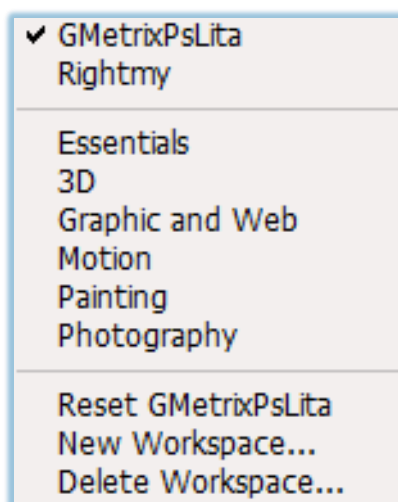 GMetrixPsLita
Rightmy
Essentials
3D
Graphic and Web
Motion
Painting
Photography
Reset GMetrixPsLita
New Workspace...
Delete Workspace...